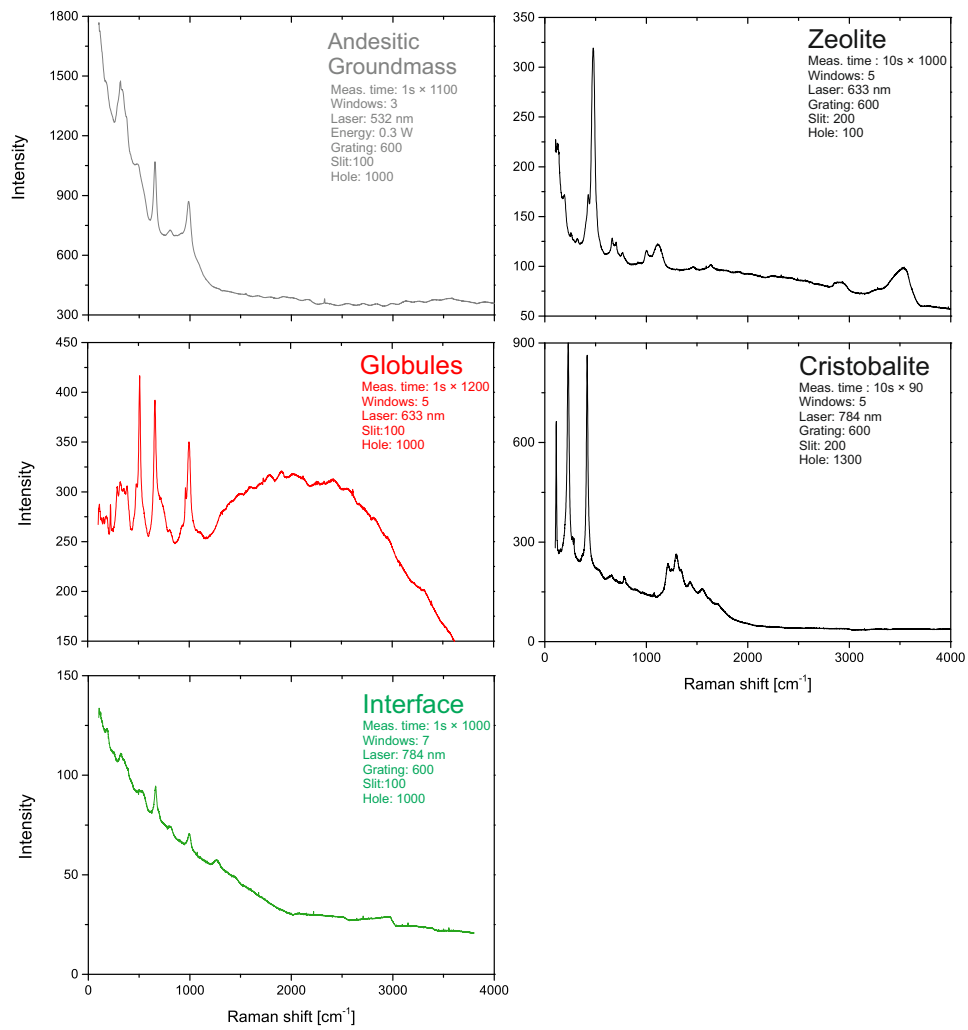 1800
1500
1200
900
600
300
Intensity
Andesitic
Groundmass
Meas. time: 1s × 1100
Windows: 3
Laser: 532 nm
Energy: 0.3 W
Grating: 600
Slit:100
Hole: 1000
350
300
250
200
150
100
50
Intensity
Zeolite
Meas. time : 10s × 1000
Windows: 5
Laser: 633 nm
Grating: 600
Slit: 200
Hole: 100
450
400
350
300
250
200
150
Intensity
Globules
Meas. time: 1s × 1200
Windows: 5
Laser: 633 nm
Slit:100
Hole: 1000
900
600
300
0
Intensity
Cristobalite
Meas. time : 10s × 90
Windows: 5
Laser: 784 nm
Grating: 600
Slit: 200
Hole: 1300
0 1000 2000 3000 4000
Raman shift [cm⁻¹]
150
100
50
0
Intensity
Interface
Meas. time: 1s × 1000
Windows: 7
Laser: 784 nm
Grating: 600
Slit:100
Hole: 1000
0 1000 2000 3000 4000
Raman shift [cm⁻¹]